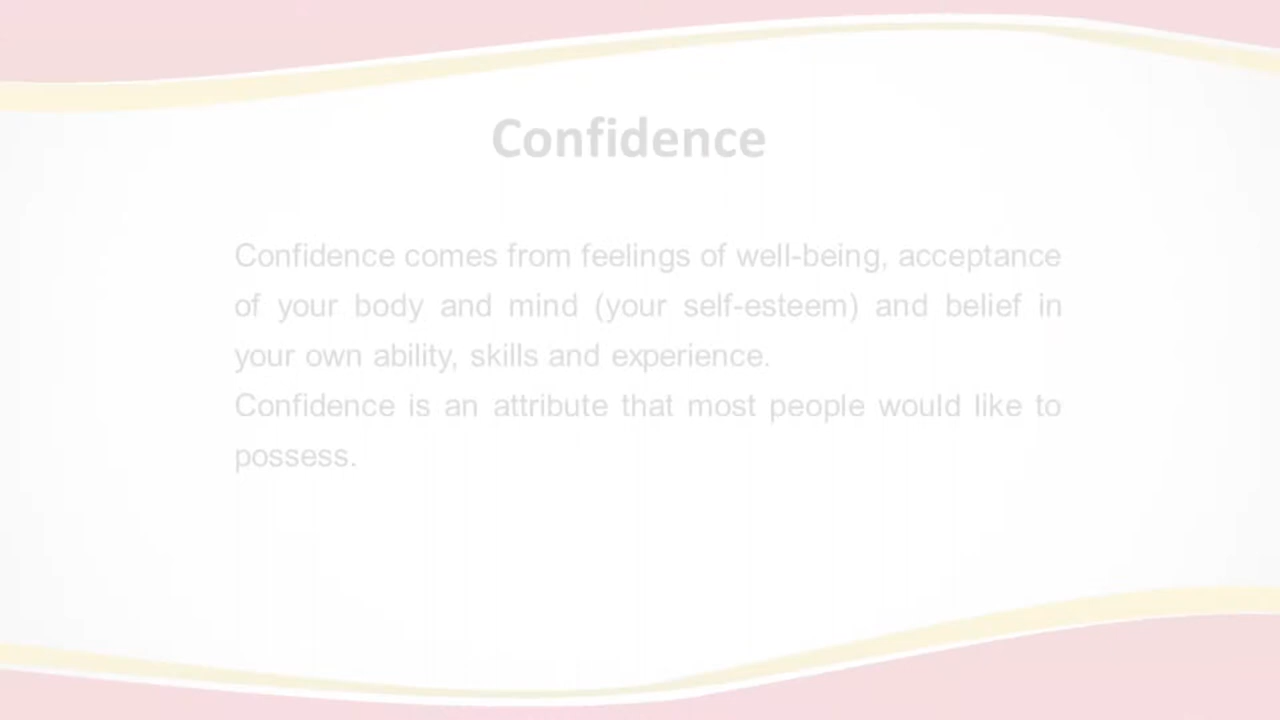 Confidence
Confidence comes from feelings of well-being, acceptance
of your body and mind (your self-esteem) and belief in
your own ability, skills and experience.
Confidence is an attribute that most people would like to
possess.